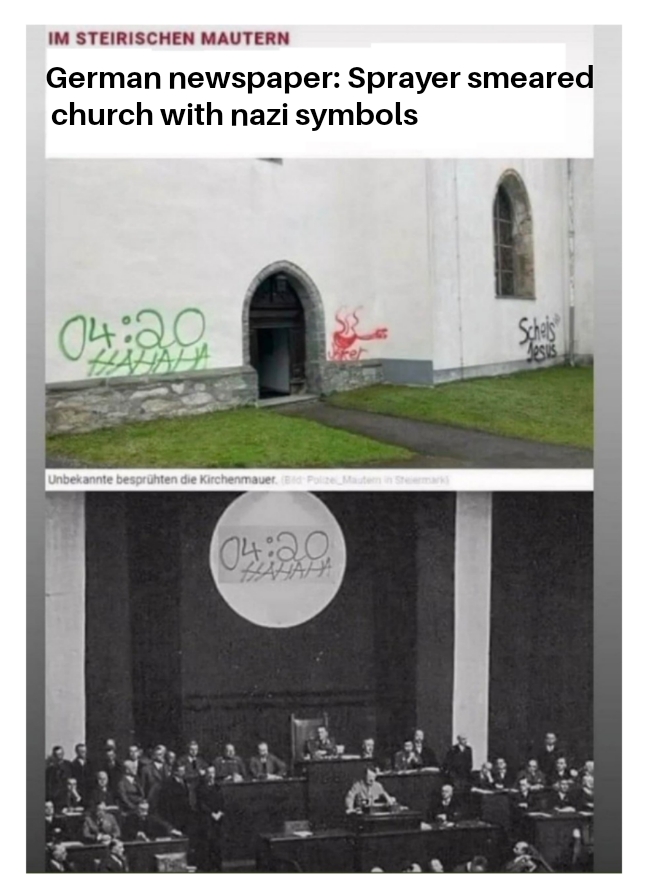 IM STEIRISCHEN MAUTERN
German newspaper: Sprayer smeared
church with nazi symbols
04:20
HAHAHA
Scheis
Jesus
Unbekannte besprühten die Kirchenmauer. (Bild: Polizei_Mautern in Steiermark)
04:20
HAHAHA